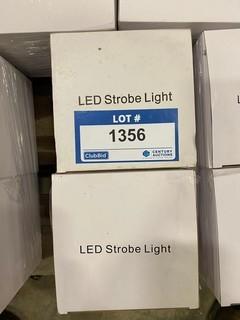 LED Strobe Light
LOT #
1356
ClubBid
CENTURY
AUCTIONS
LED Strobe Light